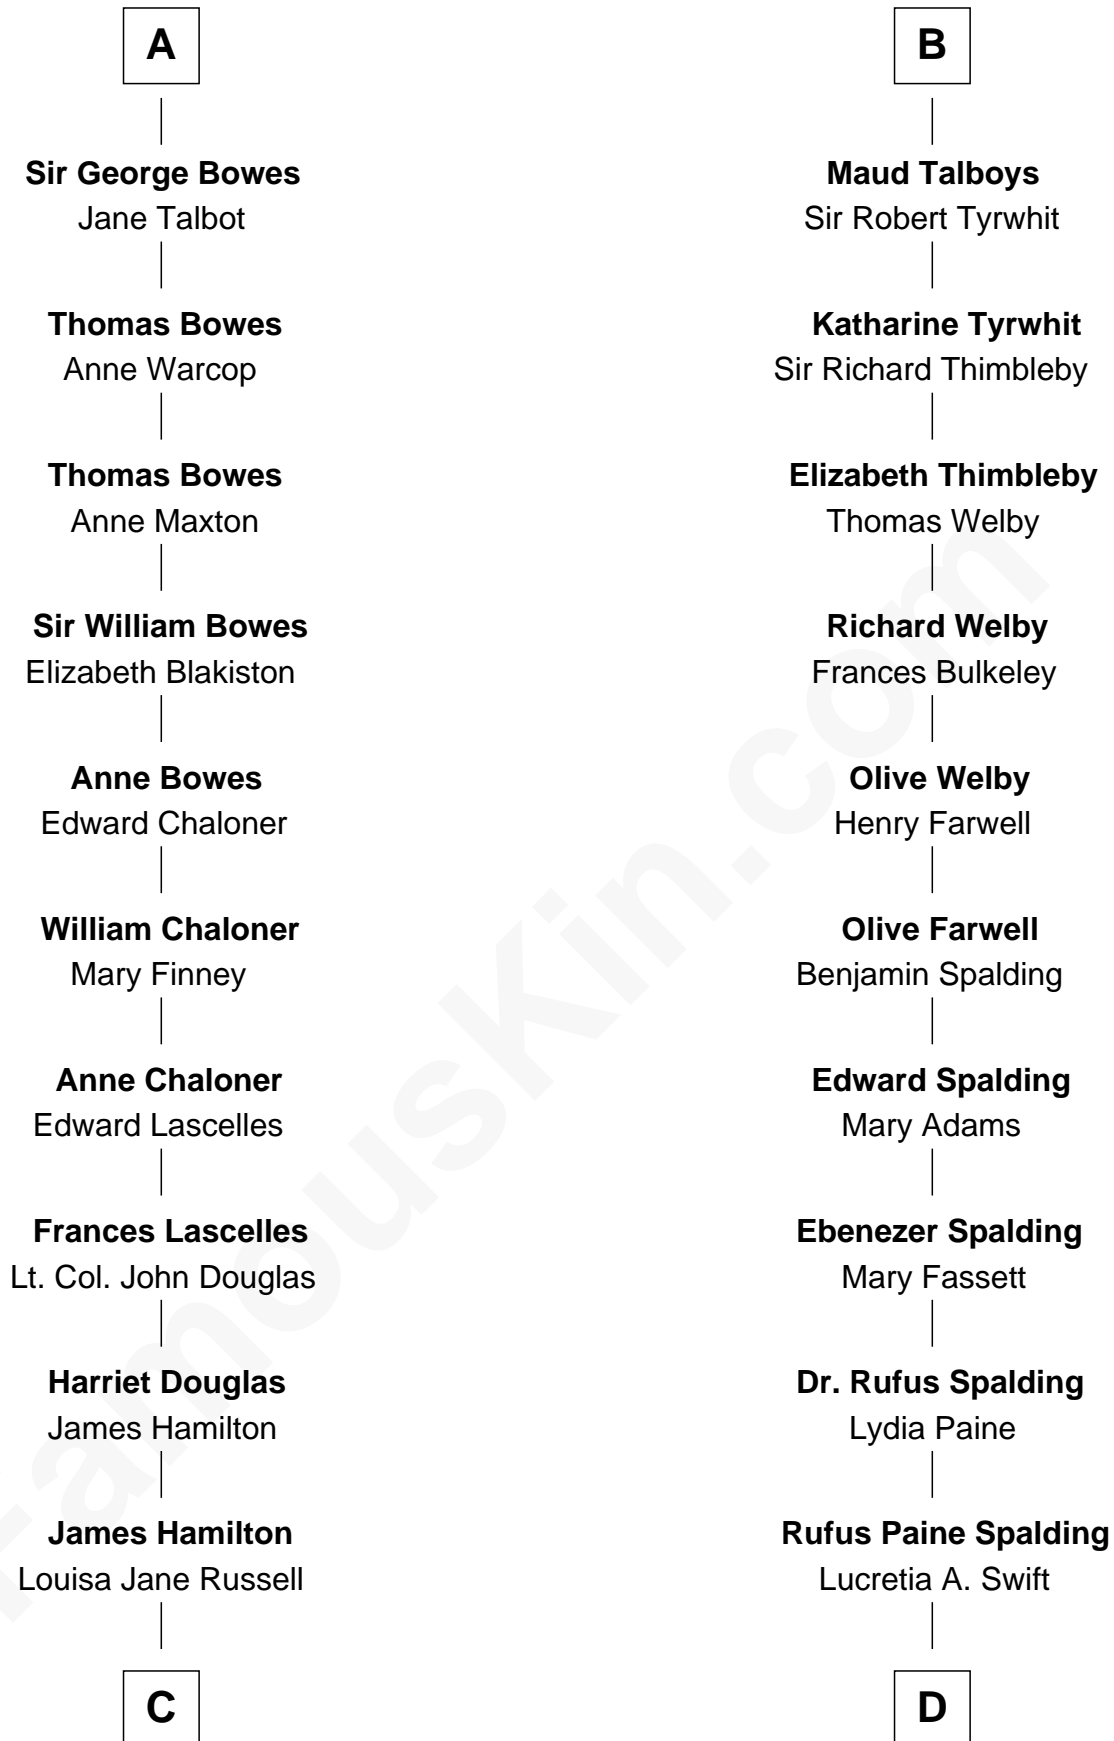 A
Sir George Bowes
Jane Talbot
Thomas Bowes
Anne Warcop
Thomas Bowes
Anne Maxton
Sir William Bowes
Elizabeth Blakiston
Anne Bowes
Edward Chaloner
William Chaloner
Mary Finney
Anne Chaloner
Edward Lascelles
Frances Lascelles
Lt. Col. John Douglas
Harriet Douglas
James Hamilton
James Hamilton
Louisa Jane Russell
C
B
Maud Talboys
Sir Robert Tyrwhit
Katharine Tyrwhit
Sir Richard Thimbleby
Elizabeth Thimbleby
Thomas Welby
Richard Welby
Frances Bulkeley
Olive Welby
Henry Farwell
Olive Farwell
Benjamin Spalding
Edward Spalding
Mary Adams
Ebenezer Spalding
Mary Fassett
Dr. Rufus Spalding
Lydia Paine
Rufus Paine Spalding
Lucretia A. Swift
D
FamousKin.com